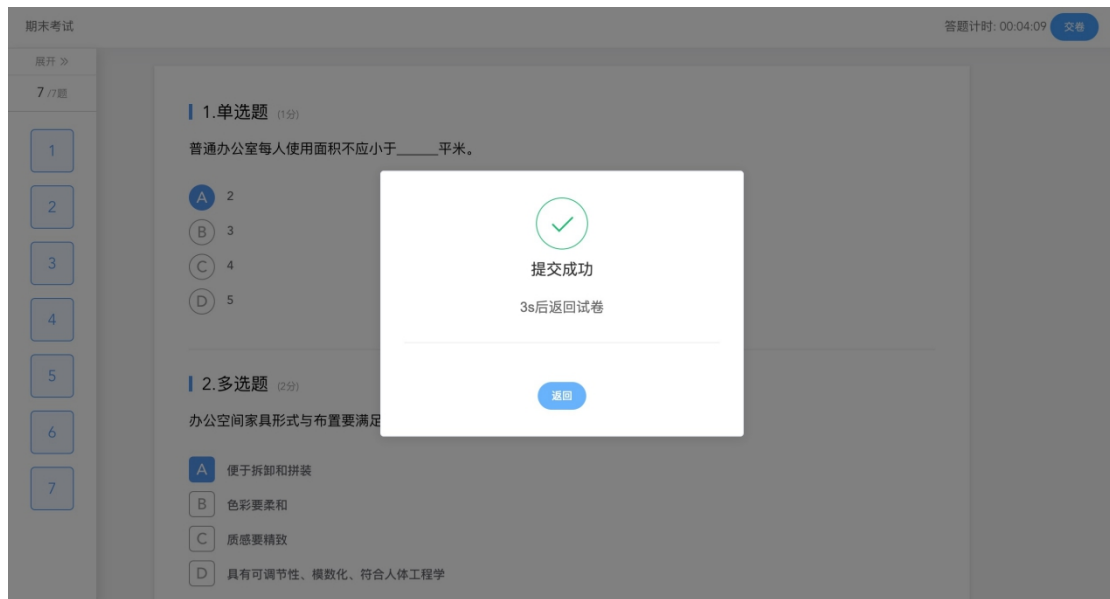 期末考试
答题计时: 00:04:09 交卷
展开 »
7 /7题
1
2
3
4
5
6
7
1.单选题 (1分)
普通办公室每人使用面积不应小于______平米。
A 2
B 3
C 4
D 5
2.多选题 (2分)
办公空间家具形式与布置要满足
A 便于拆卸和拼装
B 色彩要柔和
C 质感要精致
D 具有可调节性、模数化、符合人体工程学
提交成功
3s后返回试卷
返回